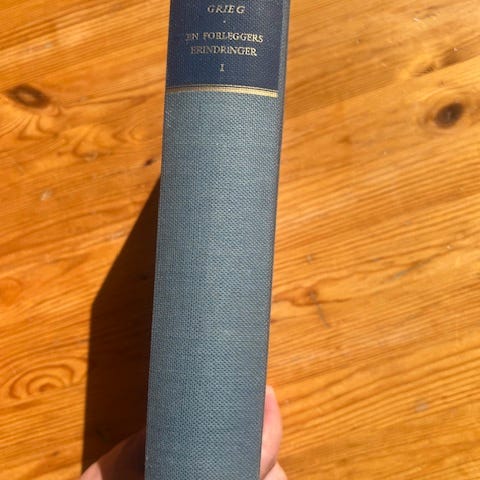 GRIEG
·
EN FORLEGGERS
ERINDRINGER
I